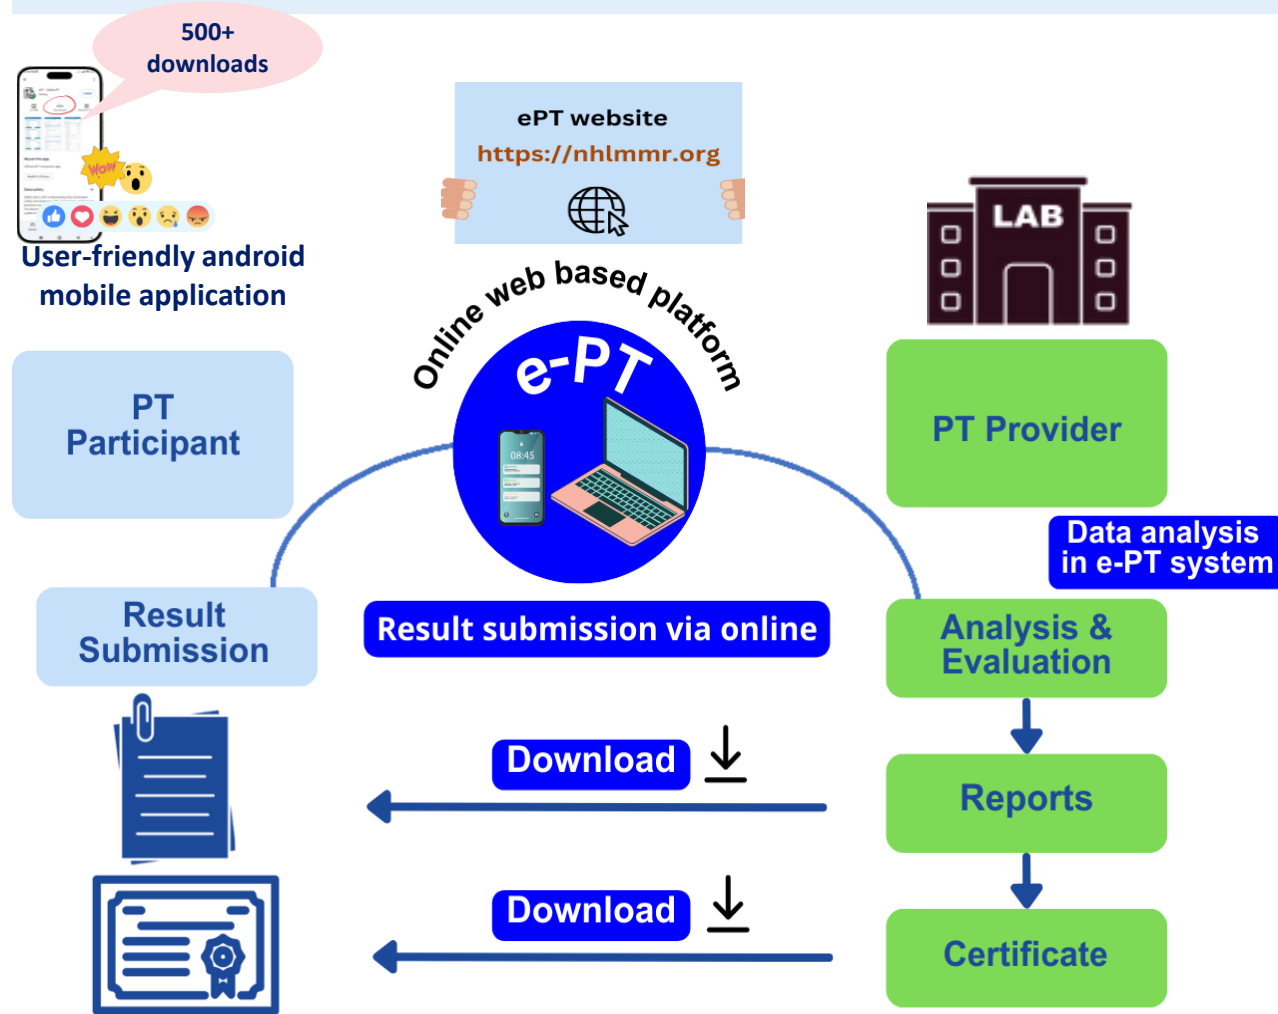 500+
downloads
WOW
User-friendly android
mobile application
ePT website
https://nhlmmr.org
LAB
Online web based platform
e-PT
08:45
PT
Participant
PT Provider
Data analysis
in e-PT system
Result
Submission
Result submission via online
Analysis &
Evaluation
Download
Reports
Download
Certificate